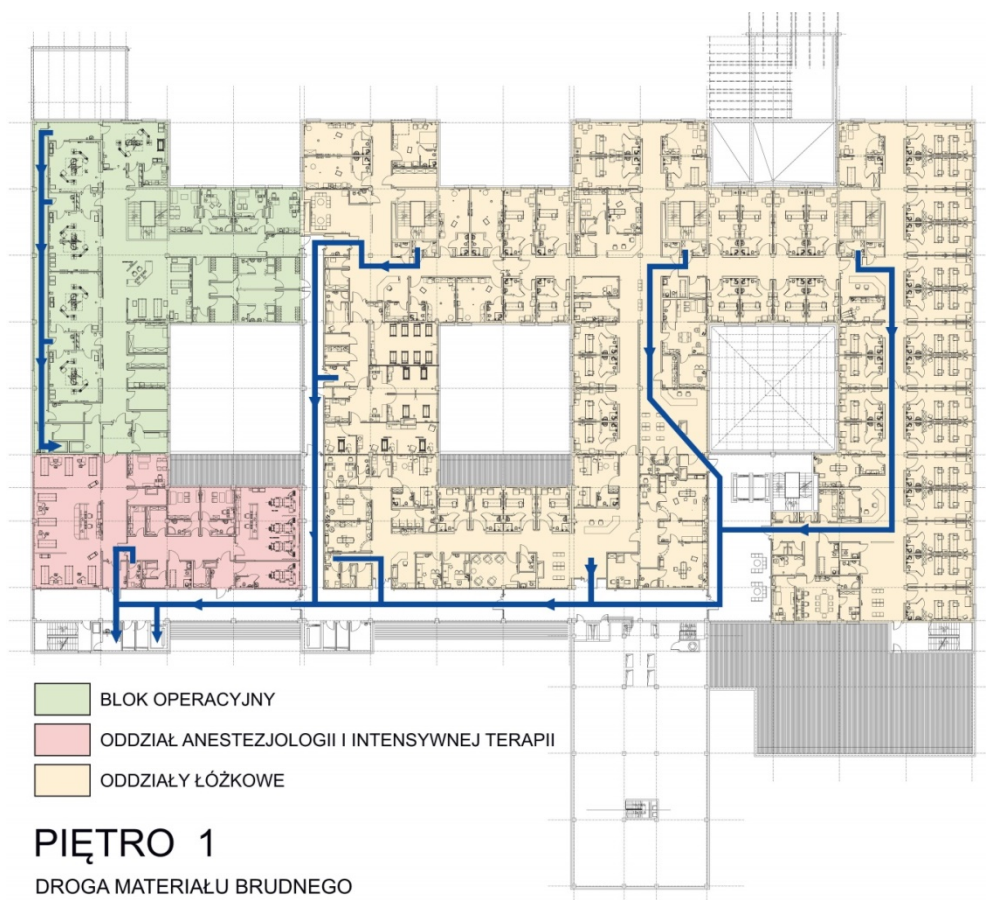 BLOK OPERACYJNY
ODDZIAŁ ANESTEZJOLOGII I INTENSYWNEJ TERAPII
ODDZIAŁY ŁÓŻKOWE
PIĘTRO 1
DROGA MATERIAŁU BRUDNEGO